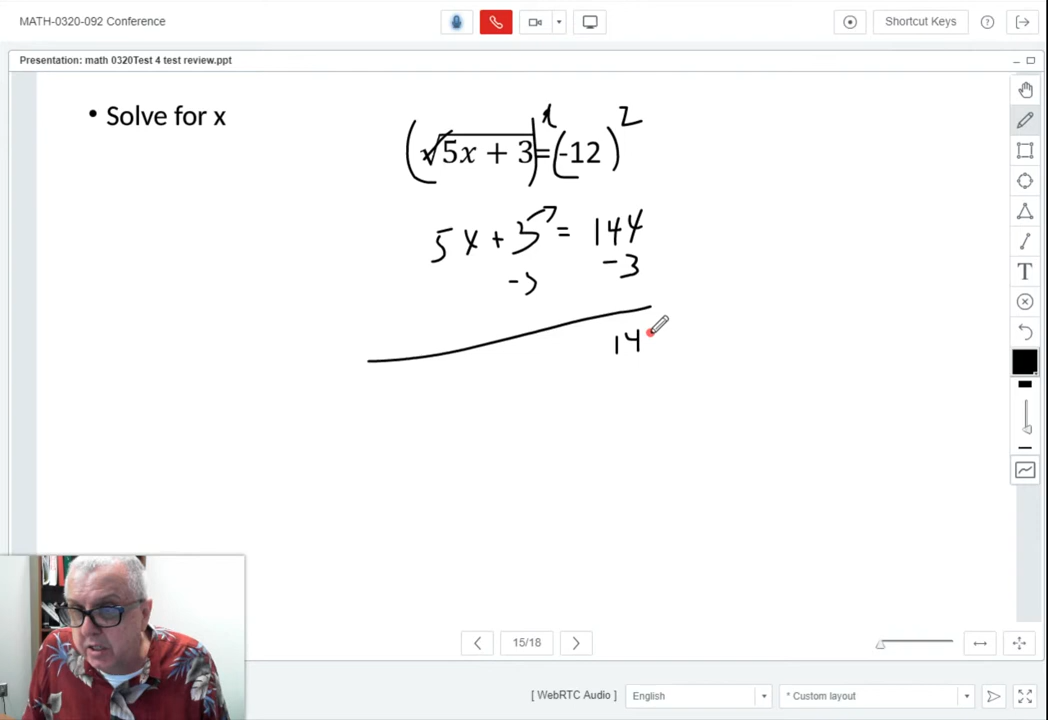 MATH-0320-092 Conference
Shortcut Keys
Presentation: math 0320Test 4 test review.ppt
• Solve for x
(√5x + 3)² = (-12)²
5x + 3 = 144
-3 -3
14
T
15/18
[ WebRTC Audio ] English * Custom layout